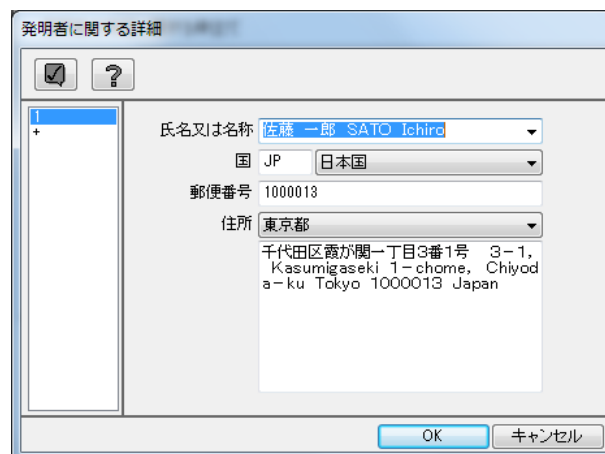 発明者に関する詳細
1
+
氏名又は名称 佐藤 一郎 SATO Ichiro
国 JP 日本国
郵便番号 1000013
住所 東京都
千代田区霞が関一丁目3番1号　3－1,
Kasumigaseki 1－chome, Chiyod
a－ku Tokyo 1000013 Japan
OK キャンセル